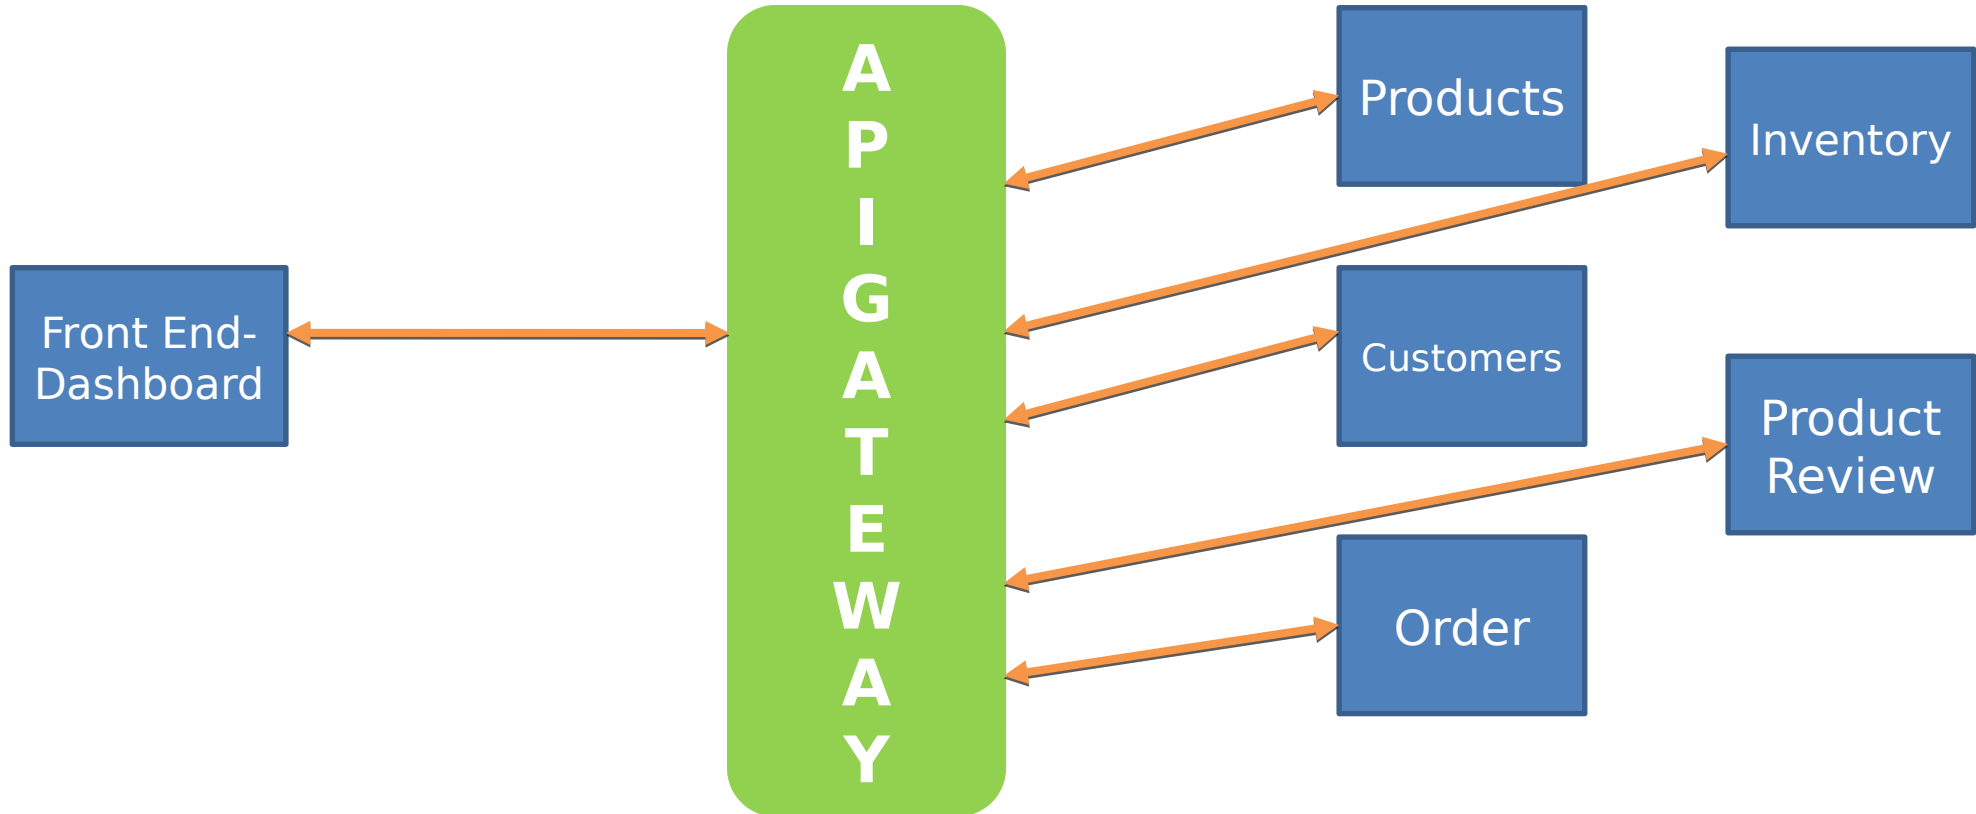 Front End-
Dashboard
A
P
I
G
A
T
E
W
A
Y
Products
Inventory
Customers
Product
Review
Order